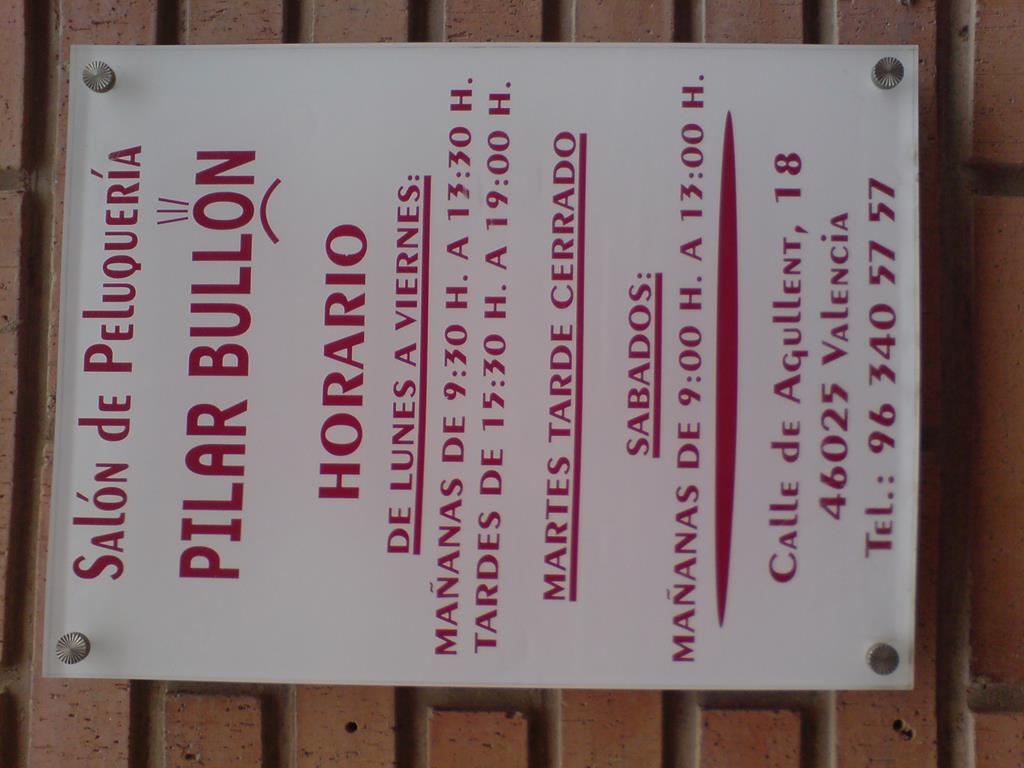 Salón de Peluquería
PILAR BULLÓN
HORARIO
DE LUNES A VIERNES:
MAÑANAS DE 9:30 H. A 13:30 H.
TARDES DE 15:30 H. A 19:00 H.
MARTES TARDE CERRADO
SABADOS:
MAÑANAS DE 9:00 H. A 13:00 H.
Calle de Agullent, 18
46025 Valencia
Tel.: 96 340 57 57